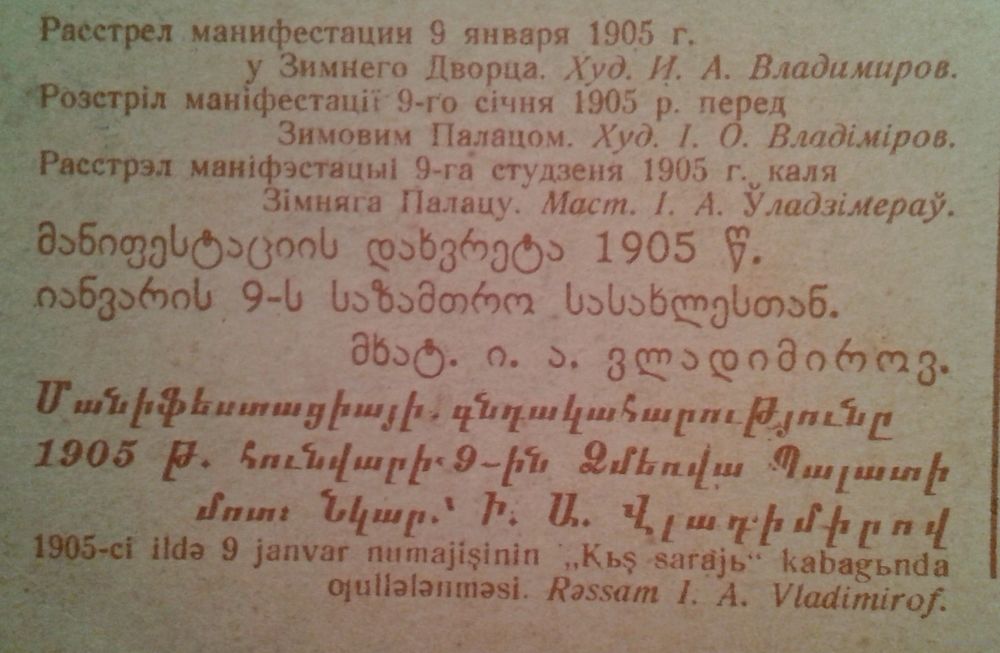 Расстрел манифестации 9 января 1905 г.
у Зимнего Дворца. Худ. И. А. Владимиров.
Розстріл маніфестації 9-го січня 1905 р. перед
Зимовим Палацом. Худ. І. О. Владіміров.
Расстрэл маніфэстацыі 9-га студзеня 1905 г. каля
Зімняга Палацу. Маст. І. А. Ўладзімераў.
მანიფესტაციის დახვრეტა 1905 წ.
იანვარის 9-ს საზამთრო სასახლესთან.
მხატ. ი. ა. ვლადიმიროვ.
Մանիֆեստացիայի գնդակահարությունը
1905 թ. հունվարի 9-ին Ձմեռվա Պալատի
մոտ։ Նկար.՝ Ի. Ա. Վլադիմիրով
1905-ci ildə 9 janvar numajişinin „Kьş sarajь“ kabagьnda
gullələnməsi. Rəssam I. A. Vladimirof.